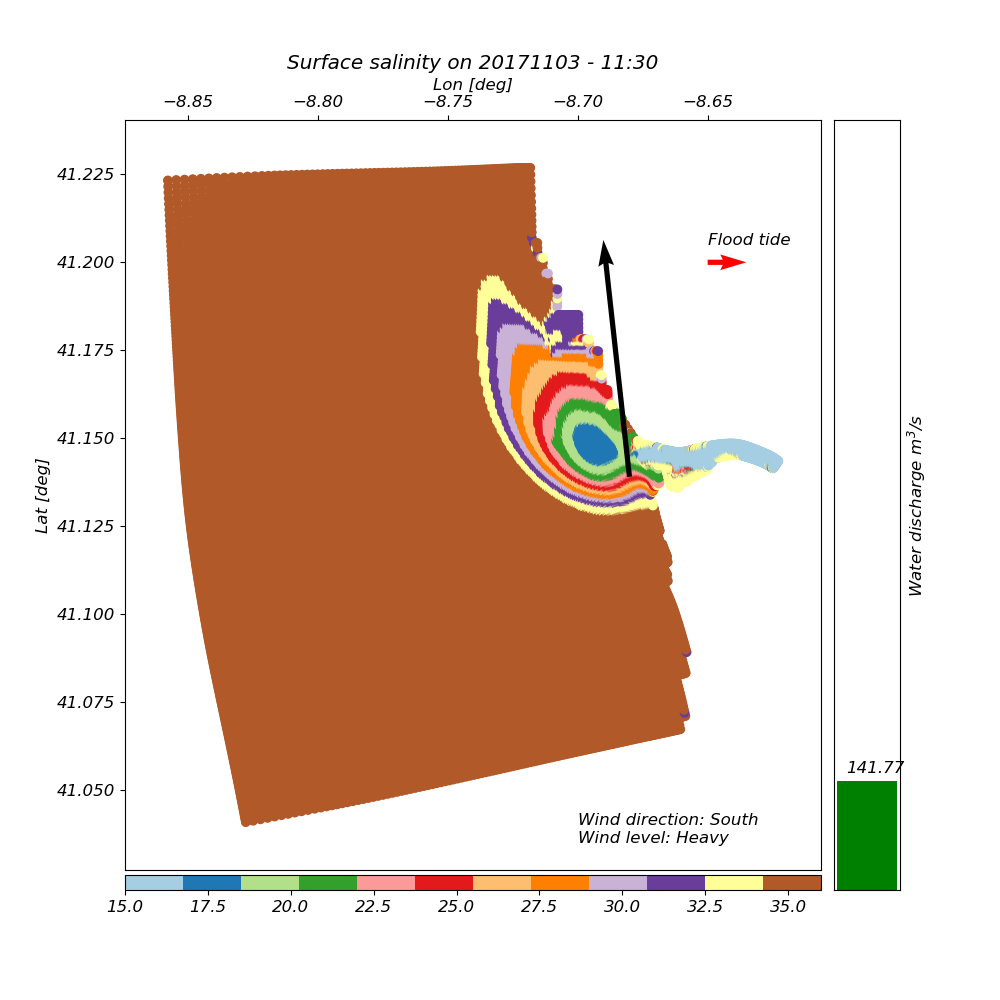 Surface salinity on 20171103 - 11:30
Lon [deg]
−8.85 −8.80 −8.75 −8.70 −8.65
41.225
41.200
41.175
41.150
41.125
41.100
41.075
41.050
Lat [deg]
Flood tide
Wind direction: South
Wind level: Heavy
15.0 17.5 20.0 22.5 25.0 27.5 30.0 32.5 35.0
141.77
Water discharge m³/s